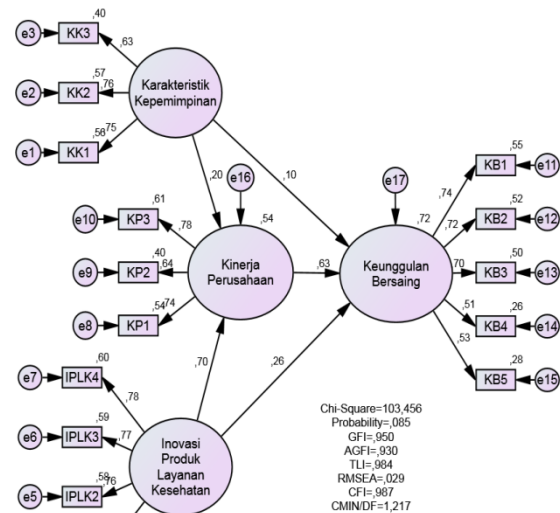 ,40
e3 KK3
,63
Karakteristik
Kepemimpinan
,57
e2 KK2
,76
,56
e1 KK1
,75
,20
,10
e16
e17
,61
e10 KP3
,78
,54
,40
e9 KP2
,64
Kinerja
Perusahaan
,63
,54
e8 KP1
,74
,72
Keunggulan
Bersaing
,55
KB1 e11
,74
,52
KB2 e12
,72
,50
KB3 e13
,70
,26
KB4 e14
,51
,28
KB5 e15
,53
,70
,26
,60
e7 IPLK4
,78
,59
e6 IPLK3
,77
e5 IPLK2
,76
Inovasi
Produk
Layanan
Kesehatan
Chi-Square=103,456
Probability=,085
GFI=,950
AGFI=,930
TLI=,984
RMSEA=,029
CFI=,987
CMIN/DF=1,217